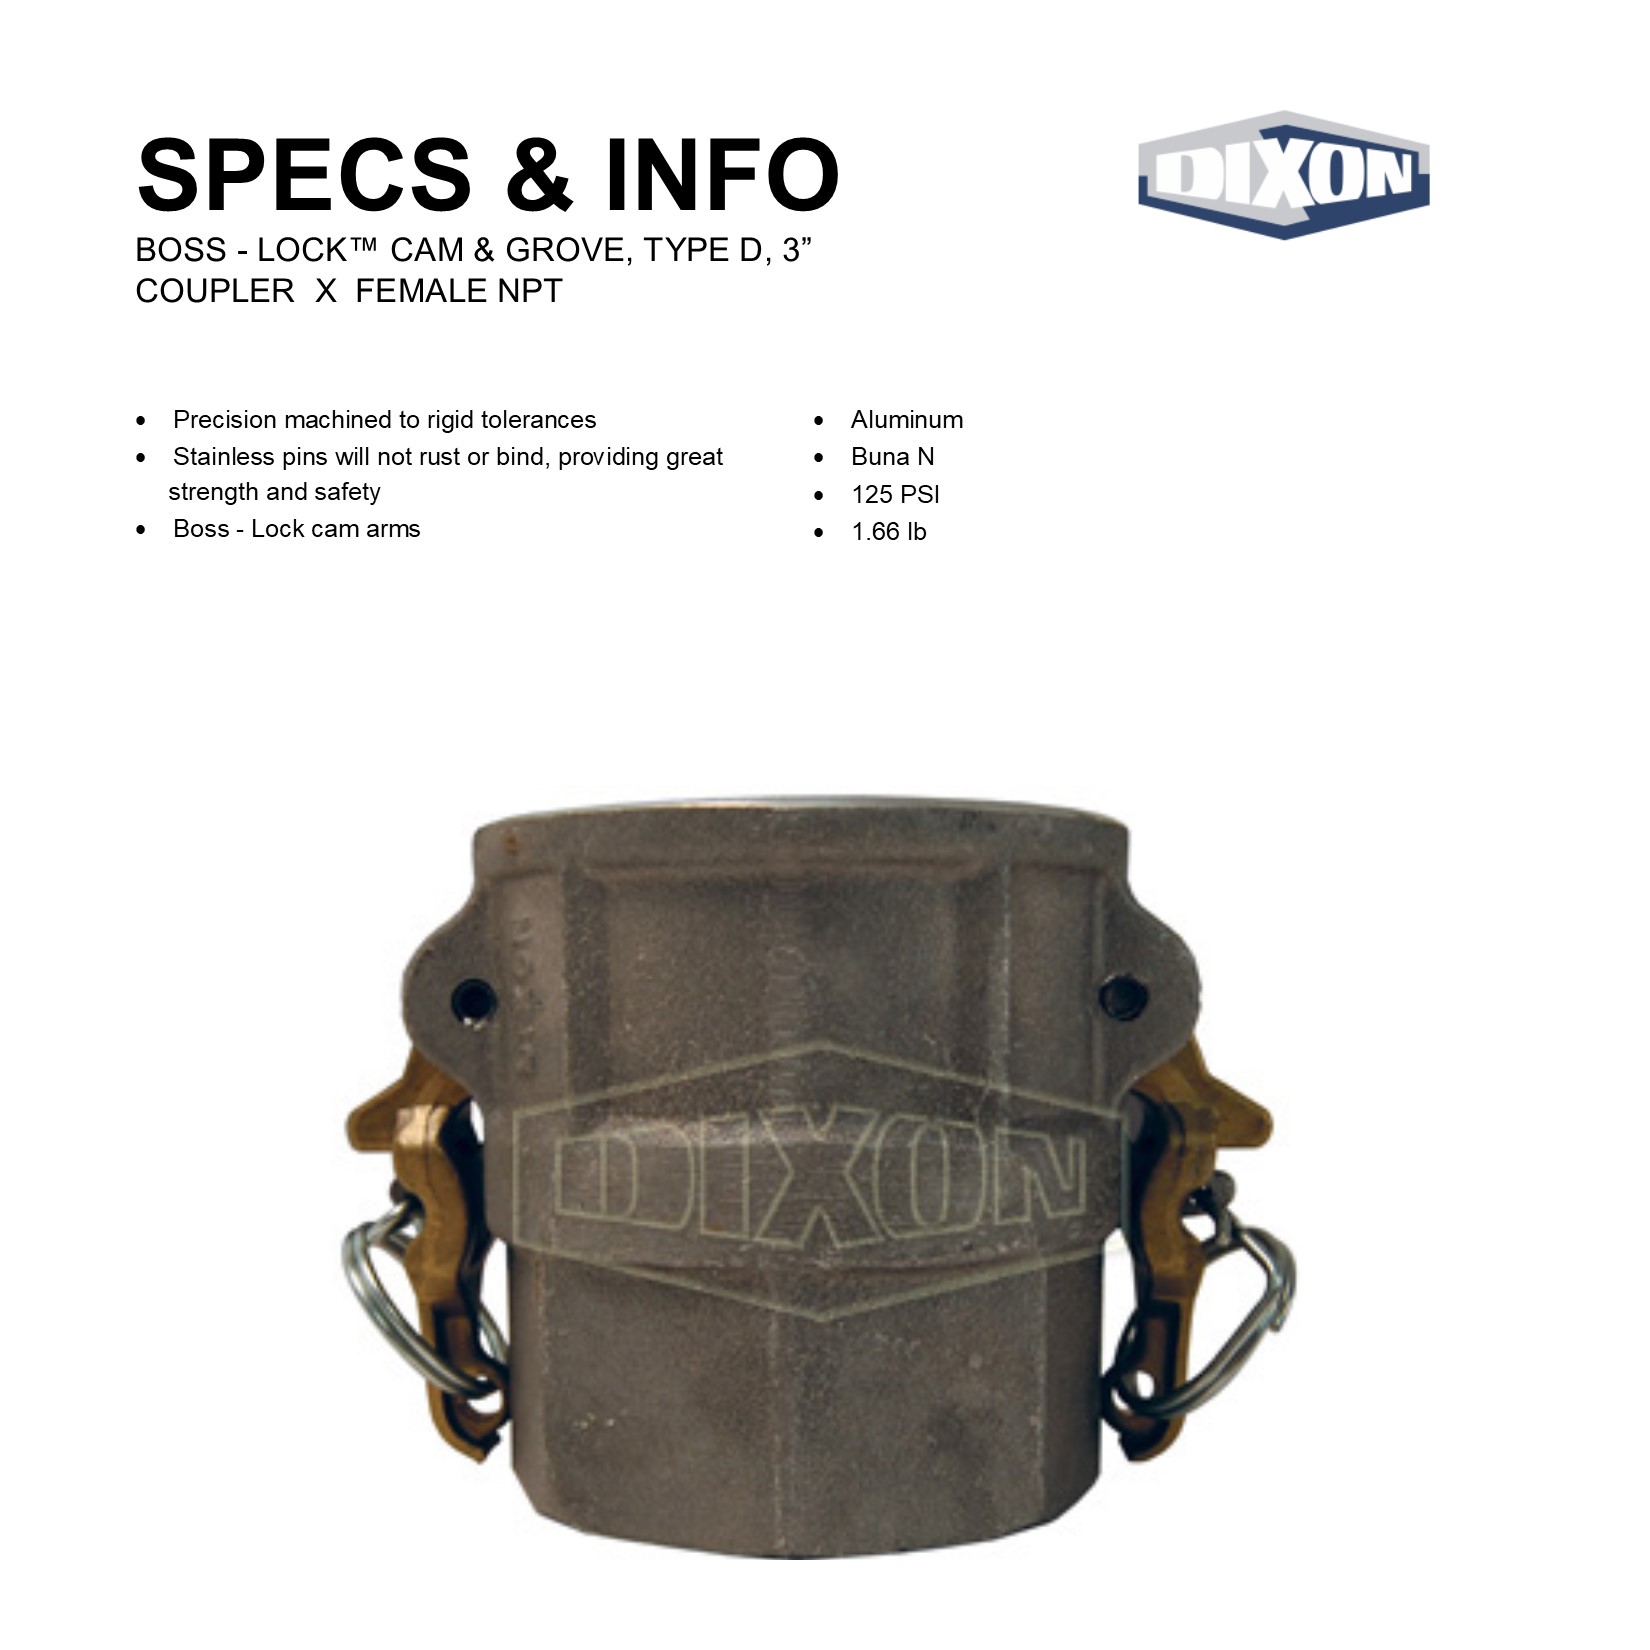 SPECS & INFO
DIXON
BOSS - LOCK™ CAM & GROVE, TYPE D, 3”
COUPLER X FEMALE NPT
• Precision machined to rigid tolerances
• Stainless pins will not rust or bind, providing great
strength and safety
• Boss - Lock cam arms
• Aluminum
• Buna N
• 125 PSI
• 1.66 lb
DIXON